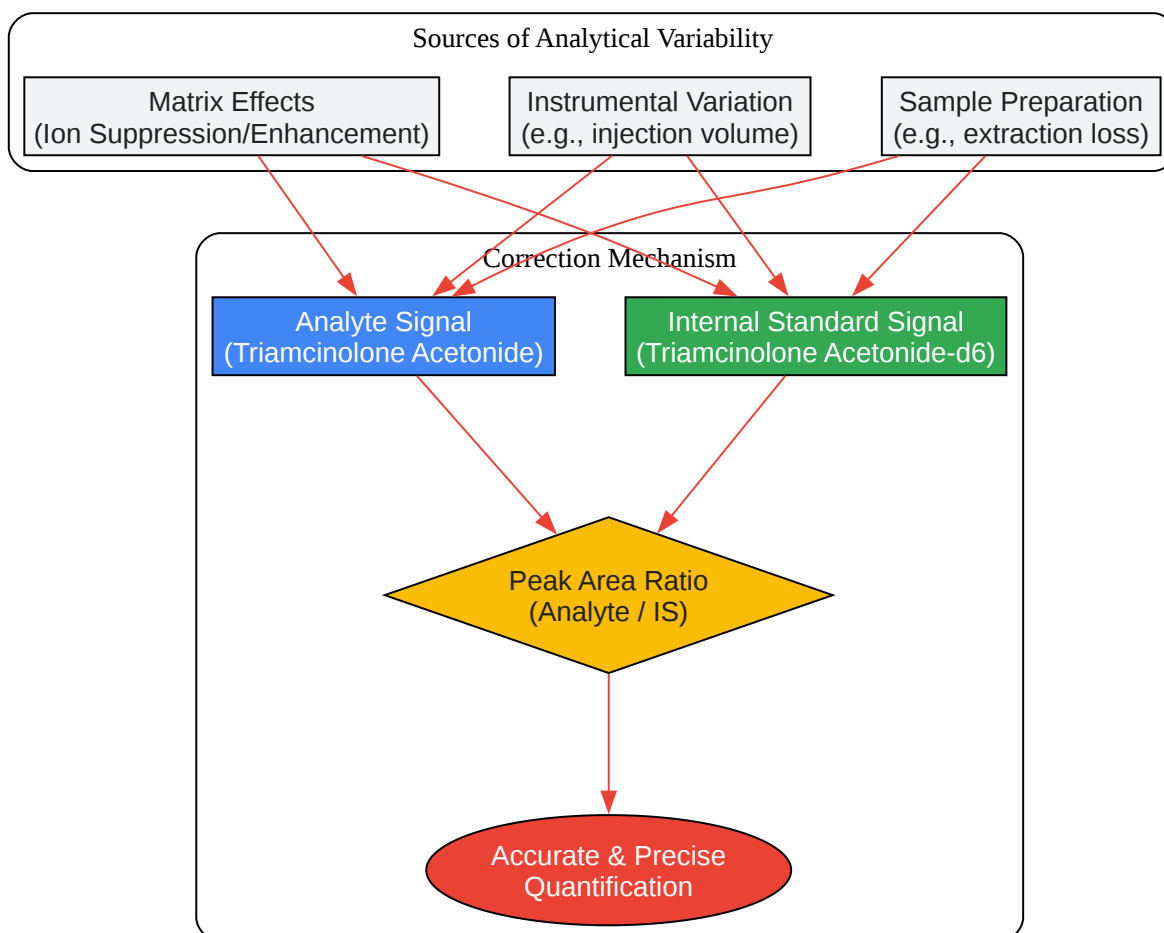 Sources of Analytical Variability
Matrix Effects
(Ion Suppression/Enhancement)
Instrumental Variation
(e.g., injection volume)
Sample Preparation
(e.g., extraction loss)
Correction Mechanism
Analyte Signal
(Triamcinolone Acetonide)
Internal Standard Signal
(Triamcinolone Acetonide-d6)
Peak Area Ratio
(Analyte / IS)
Accurate & Precise
Quantification